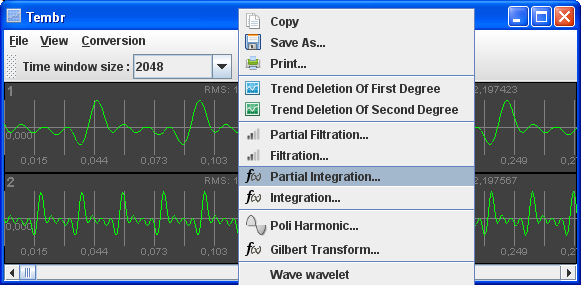 Tembr
File View Conversion
Time window size : 2048
Copy
Save As...
Print...
Trend Deletion Of First Degree
Trend Deletion Of Second Degree
Partial Filtration...
Filtration...
Partial Integration...
Integration...
Poli Harmonic...
Gilbert Transform...
Wave wavelet
1 RMS: 1 2,197423
0,000
0,015 0,044 0,073 0,103 0,249 0,270
2 RMS: 1 2,197567
0,000
0,015 0,044 0,073 0,103 0,249 0,270